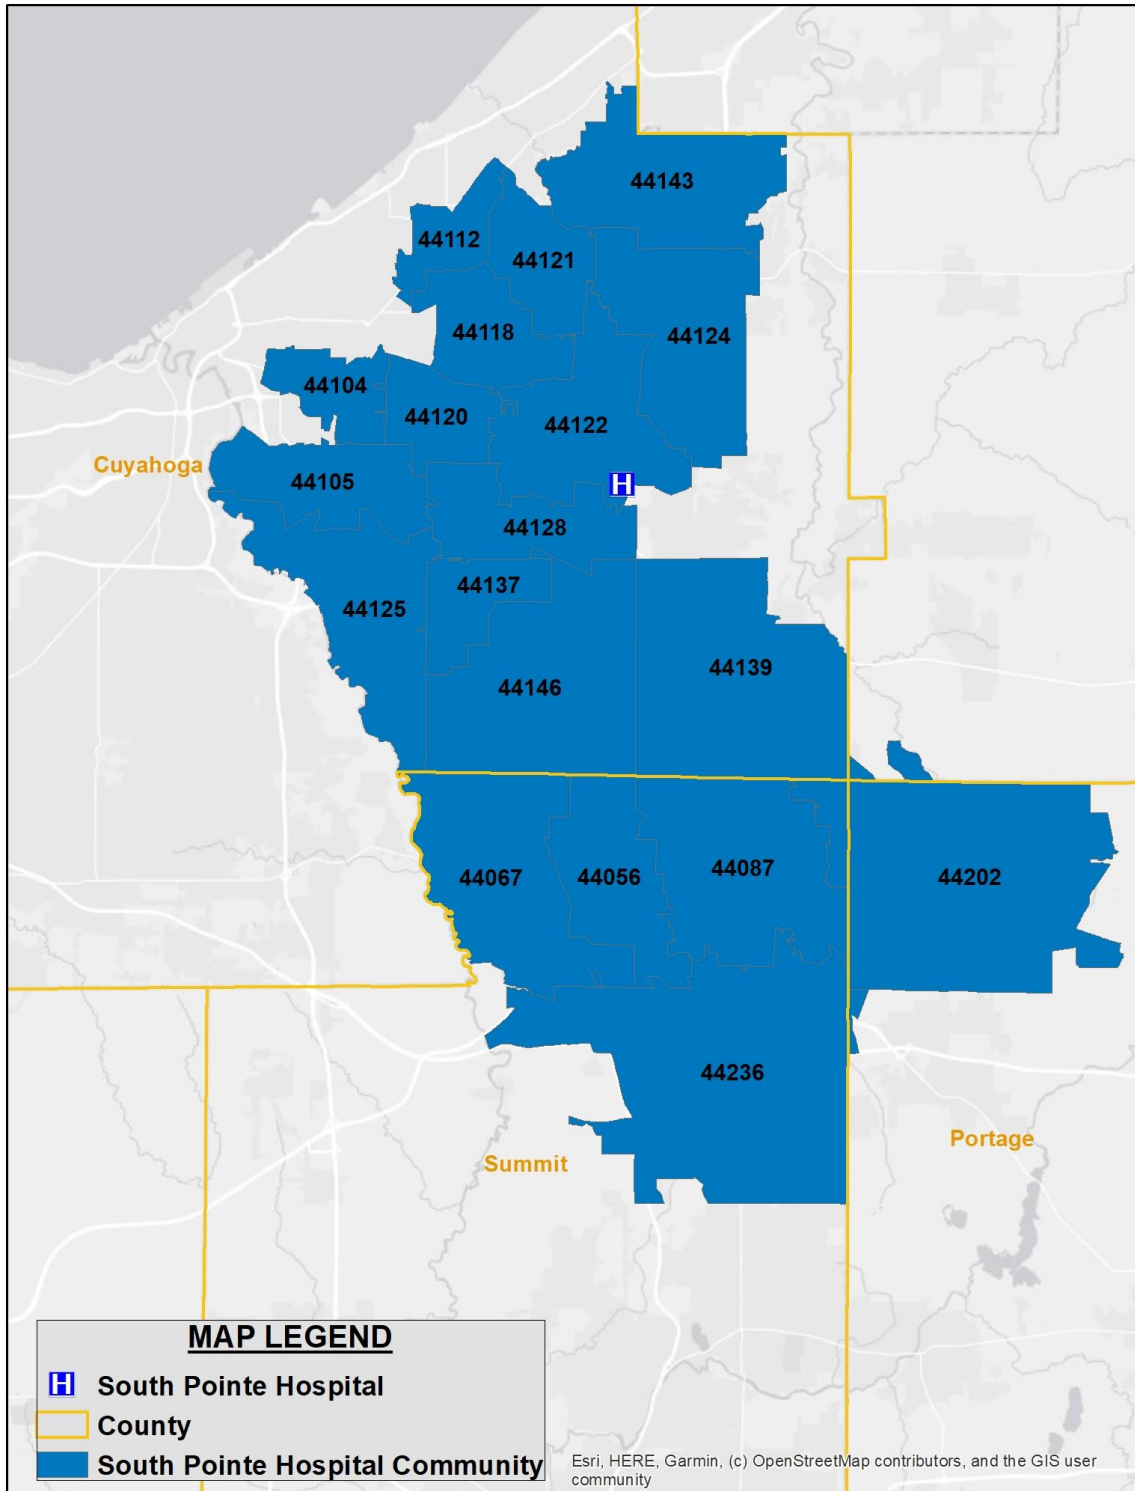 44143
44112
44121
44118
44124
44104
44120
44122
Cuyahoga
44105
H
44128
44137
44125
44139
44146
44067
44056
44087
44202
44236
Portage
Summit
MAP LEGEND
H South Pointe Hospital
County
South Pointe Hospital Community
Esri, HERE, Garmin, (c) OpenStreetMap contributors, and the GIS user
community